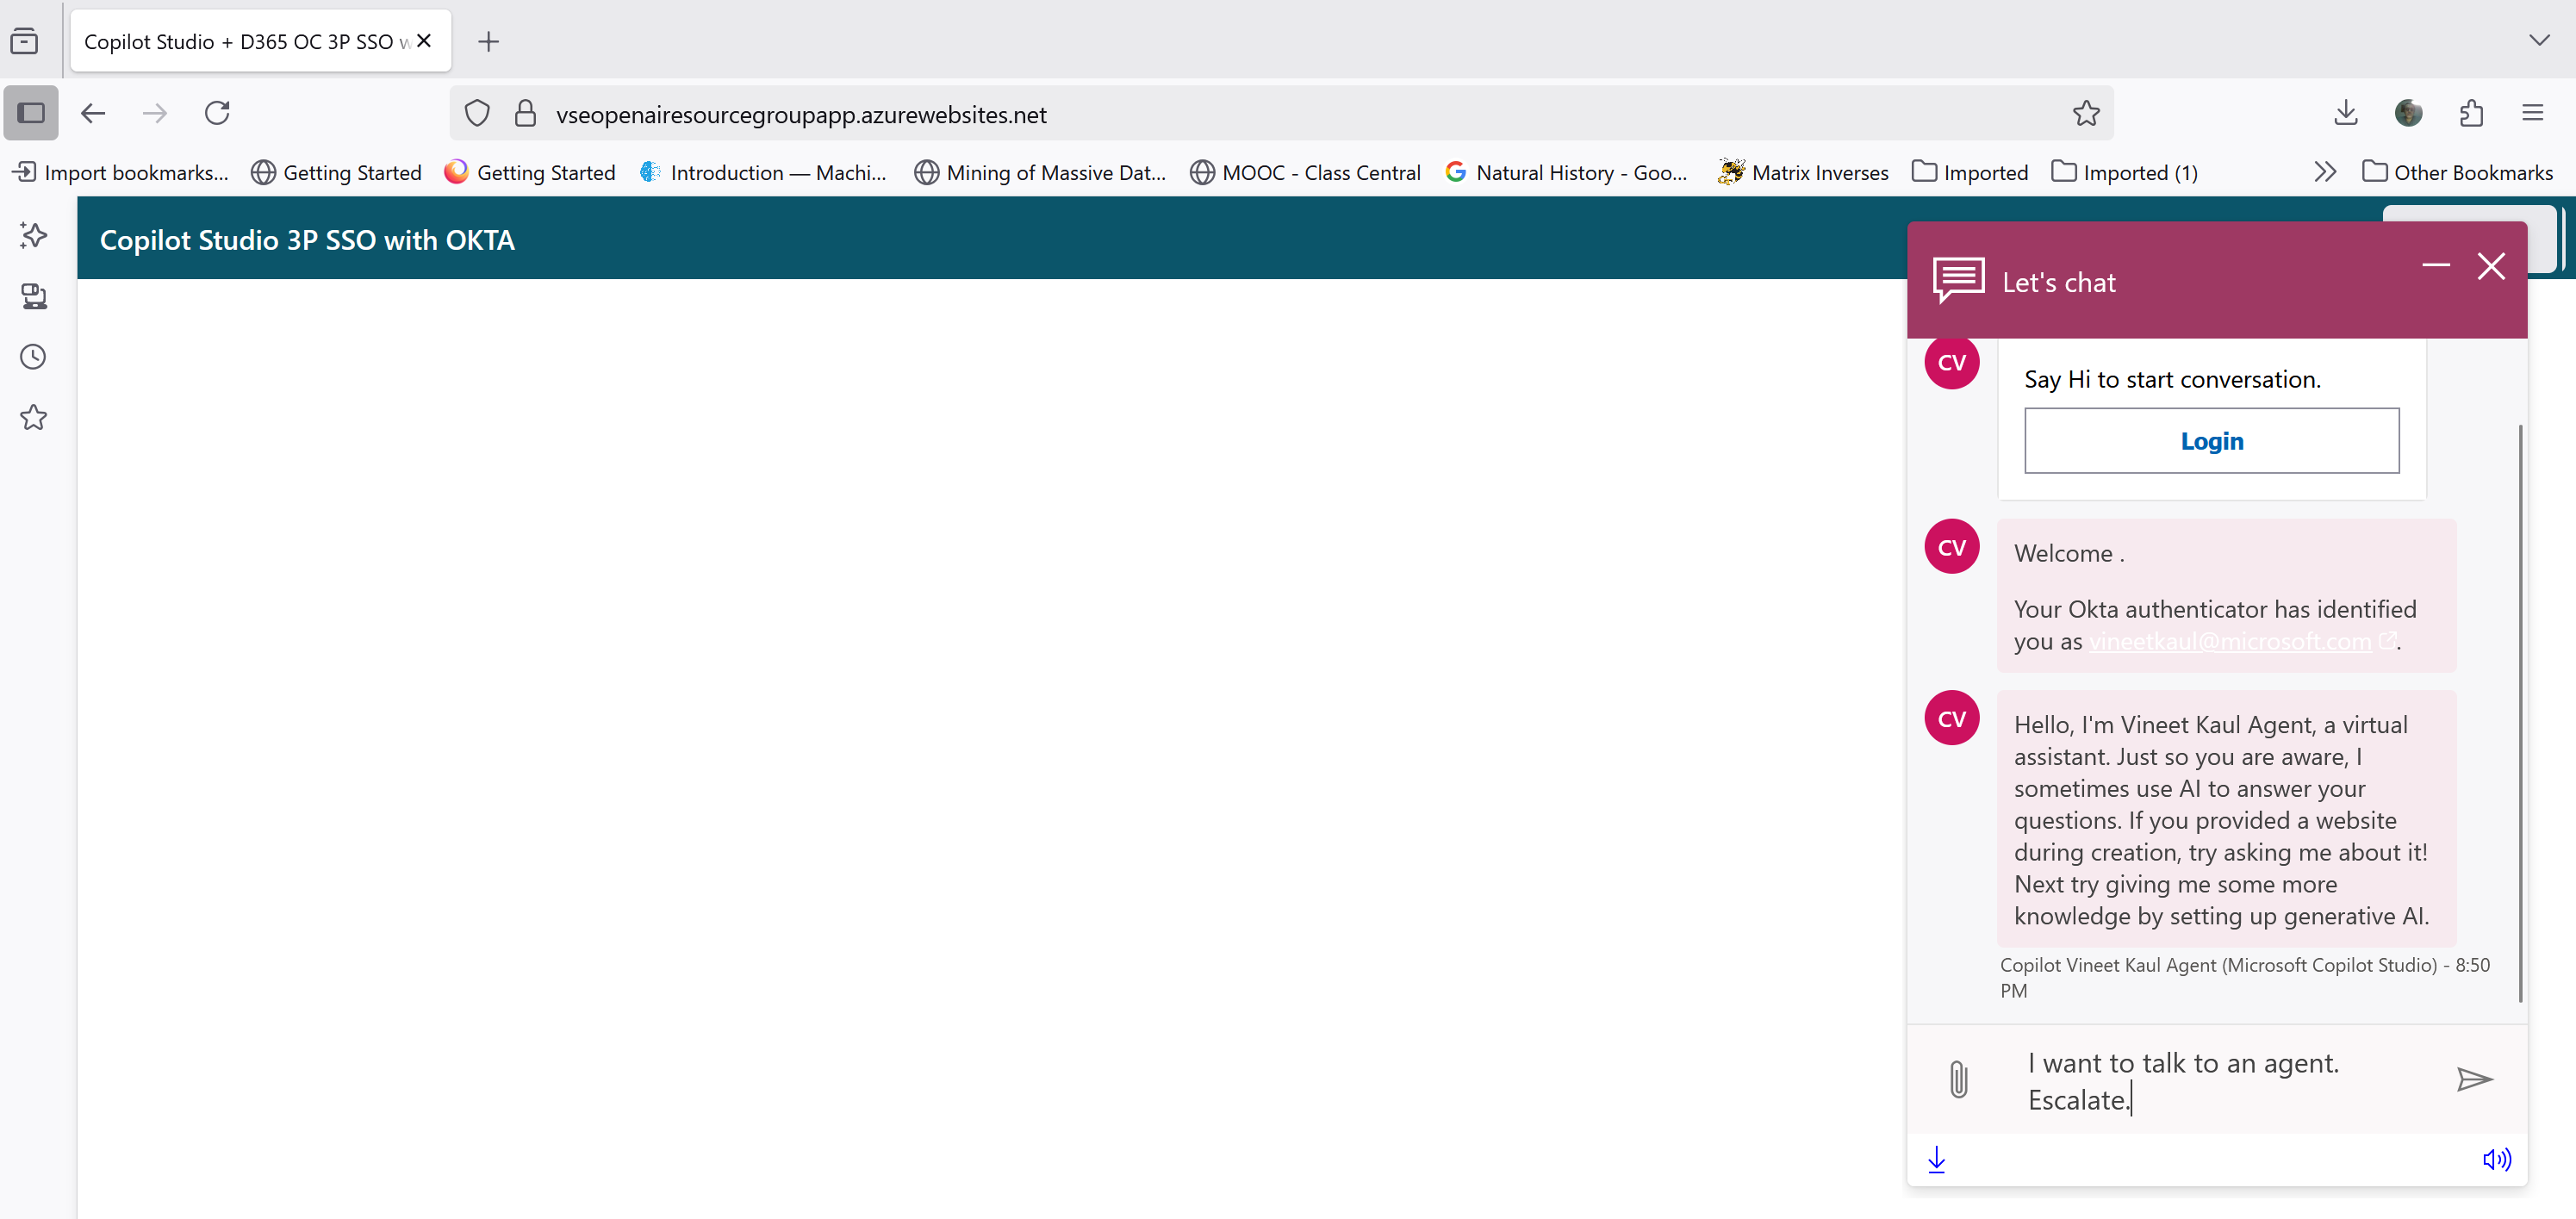 Copilot Studio + D365 OC 3P SSO w
vseopenairesourcegroupapp.azurewebsites.net
Import bookmarks... Getting Started Getting Started Introduction — Machi... Mining of Massive Dat... MOOC - Class Central Natural History - Goo... Matrix Inverses Imported Imported (1) Other Bookmarks
Copilot Studio 3P SSO with OKTA
Let's chat
CV
Say Hi to start conversation.
Login
CV
Welcome .
Your Okta authenticator has identified
you as vineetkaul@microsoft.com.
CV
Hello, I'm Vineet Kaul Agent, a virtual
assistant. Just so you are aware, I
sometimes use AI to answer your
questions. If you provided a website
during creation, try asking me about it!
Next try giving me some more
knowledge by setting up generative AI.
Copilot Vineet Kaul Agent (Microsoft Copilot Studio) - 8:50
PM
I want to talk to an agent.
Escalate.